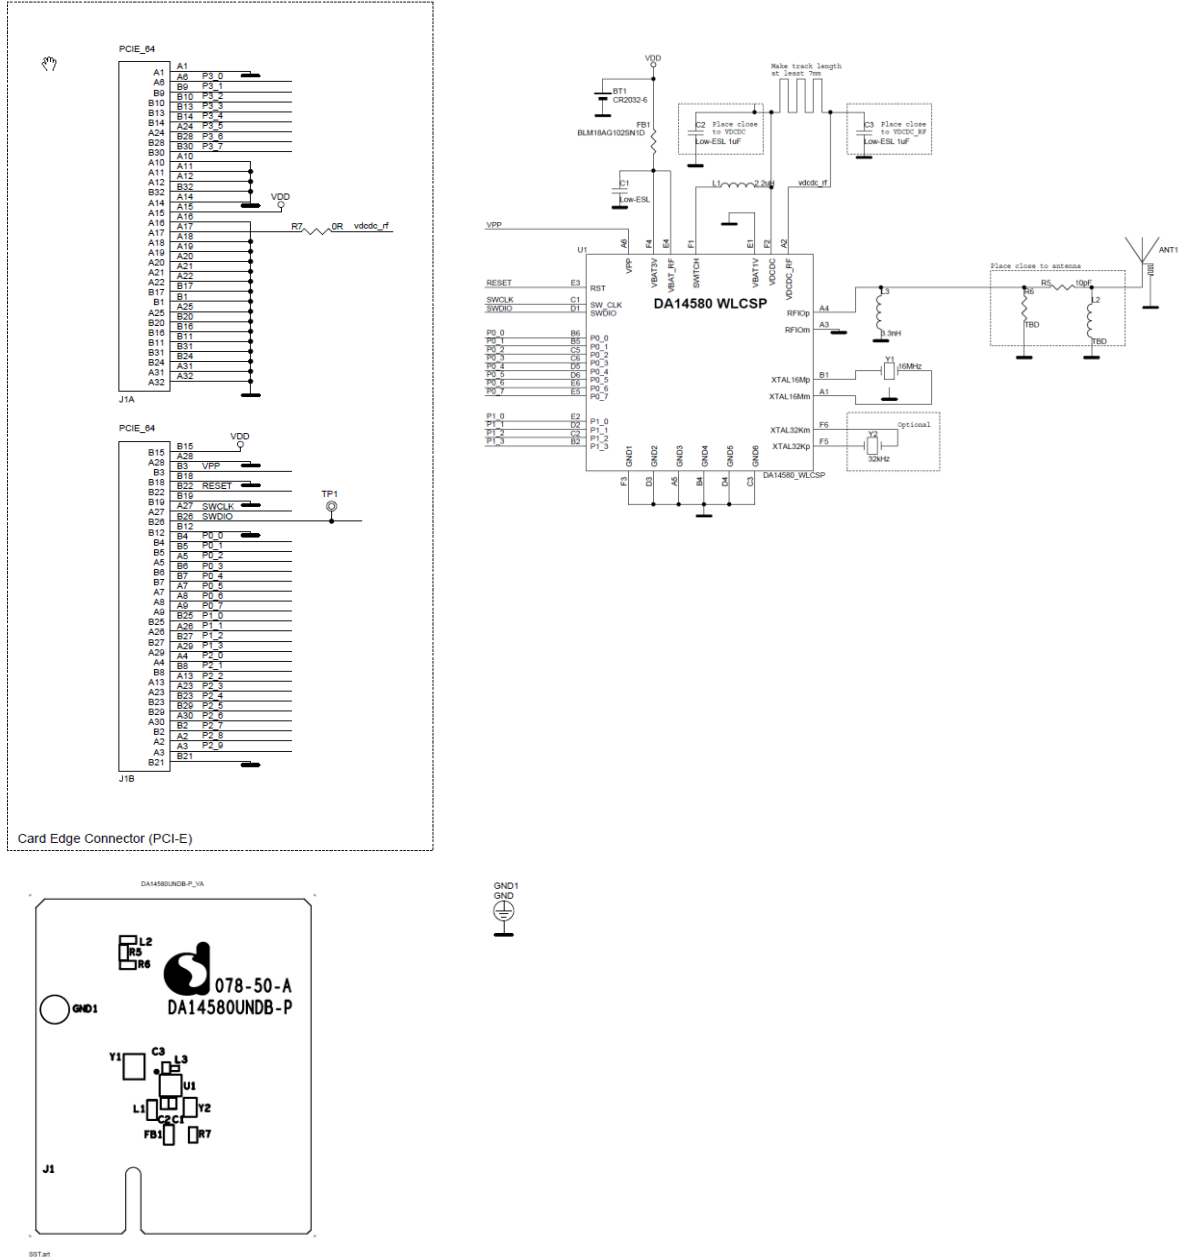 PCIE_64
A1 A1
A6 A6 P3_0
B9 B9 P3_1
B10 B10 P3_2
B13 B13 P3_3
B14 B14 P3_4
A24 A24 P3_5
B28 B28 P3_6
B30 B30 P3_7
A10 A10
A11 A11
A12 A12
B32 B32
A14 A14
A15 A15 VDD
A16 A16
A17 A17 R7 0R vdcdc_rf
A18 A18
A19 A19
A20 A20
A21 A21
A22 A22
B17 B17
B1 B1
A25 A25
B20 B20
B16 B16
B11 B11
B31 B31
B24 B24
A31 A31
A32 A32
J1A
PCIE_64
B15 B15 VDD
A28 A28
B3 B3 VPP
B18 B18
B22 B22 RESET
B19 B19
A27 A27 SWCLK
B26 B26 SWDIO
TP1
B12 B12
B4 B4 P0_0
B5 B5 P0_1
A5 A5 P0_2
B6 B6 P0_3
B7 B7 P0_4
A7 A7 P0_5
A8 A8 P0_6
A9 A9 P0_7
B25 B25 P1_0
A26 A26 P1_1
B27 B27 P1_2
A29 A29 P1_3
A4 A4 P2_0
B8 B8 P2_1
A13 A13 P2_2
A23 A23 P2_3
B23 B23 P2_4
B29 B29 P2_5
A30 A30 P2_6
B2 B2 P2_7
A2 A2 P2_8
A3 A3 P2_9
B21 B21
J1B
Card Edge Connector (PCI-E)
VDD
BT1
CR2032-6
FB1
BLM18AG102SN1D
C1
Low-ESL
Make track length
at least 7mm
C2 Place close
to VDCDC
Low-ESL 1uF
C3 Place close
to VDCDC_RF
Low-ESL 1uF
L1 2.2uH vdcdc_rf
VPP
A6 F4 E4 F1 E1 F2 A2
U1
VPP VBAT3V VBAT_RF SWITCH VBAT1V VDCDC VDCDC_RF
DA14580 WLCSP
RESET E3 RST
SWCLK C1 SW_CLK
SWDIO D1 SWDIO
P0_0 B6 P0_0
P0_1 B5 P0_1
P0_2 C5 P0_2
P0_3 C6 P0_3
P0_4 D5 P0_4
P0_5 D6 P0_5
P0_6 E6 P0_6
P0_7 E5 P0_7
P1_0 E2 P1_0
P1_1 D2 P1_1
P1_2 C2 P1_2
P1_3 B2 P1_3
RFIOp A4
RFIOm A3
XTAL16Mp B1
XTAL16Mm A1
XTAL32Km F6
XTAL32Kp F5
GND1 GND2 GND3 GND4 GND5 GND6
F3 D3 A5 B4 D4 C3
DA14580_WLCSP
L3
3.3nH
Y1
16MHz
Optional
Y2
32kHz
Place close to antenna
R6
TBD
R5 10pF
L2
TBD
ANT1
DA14580UNDB-P_VA
L2
R5
R6
078-50-A
DA14580UNDB-P
GND1
Y1
C3
L3
U1
L1
C2 C1
Y2
FB1
R7
J1
SST.art
GND1
GND